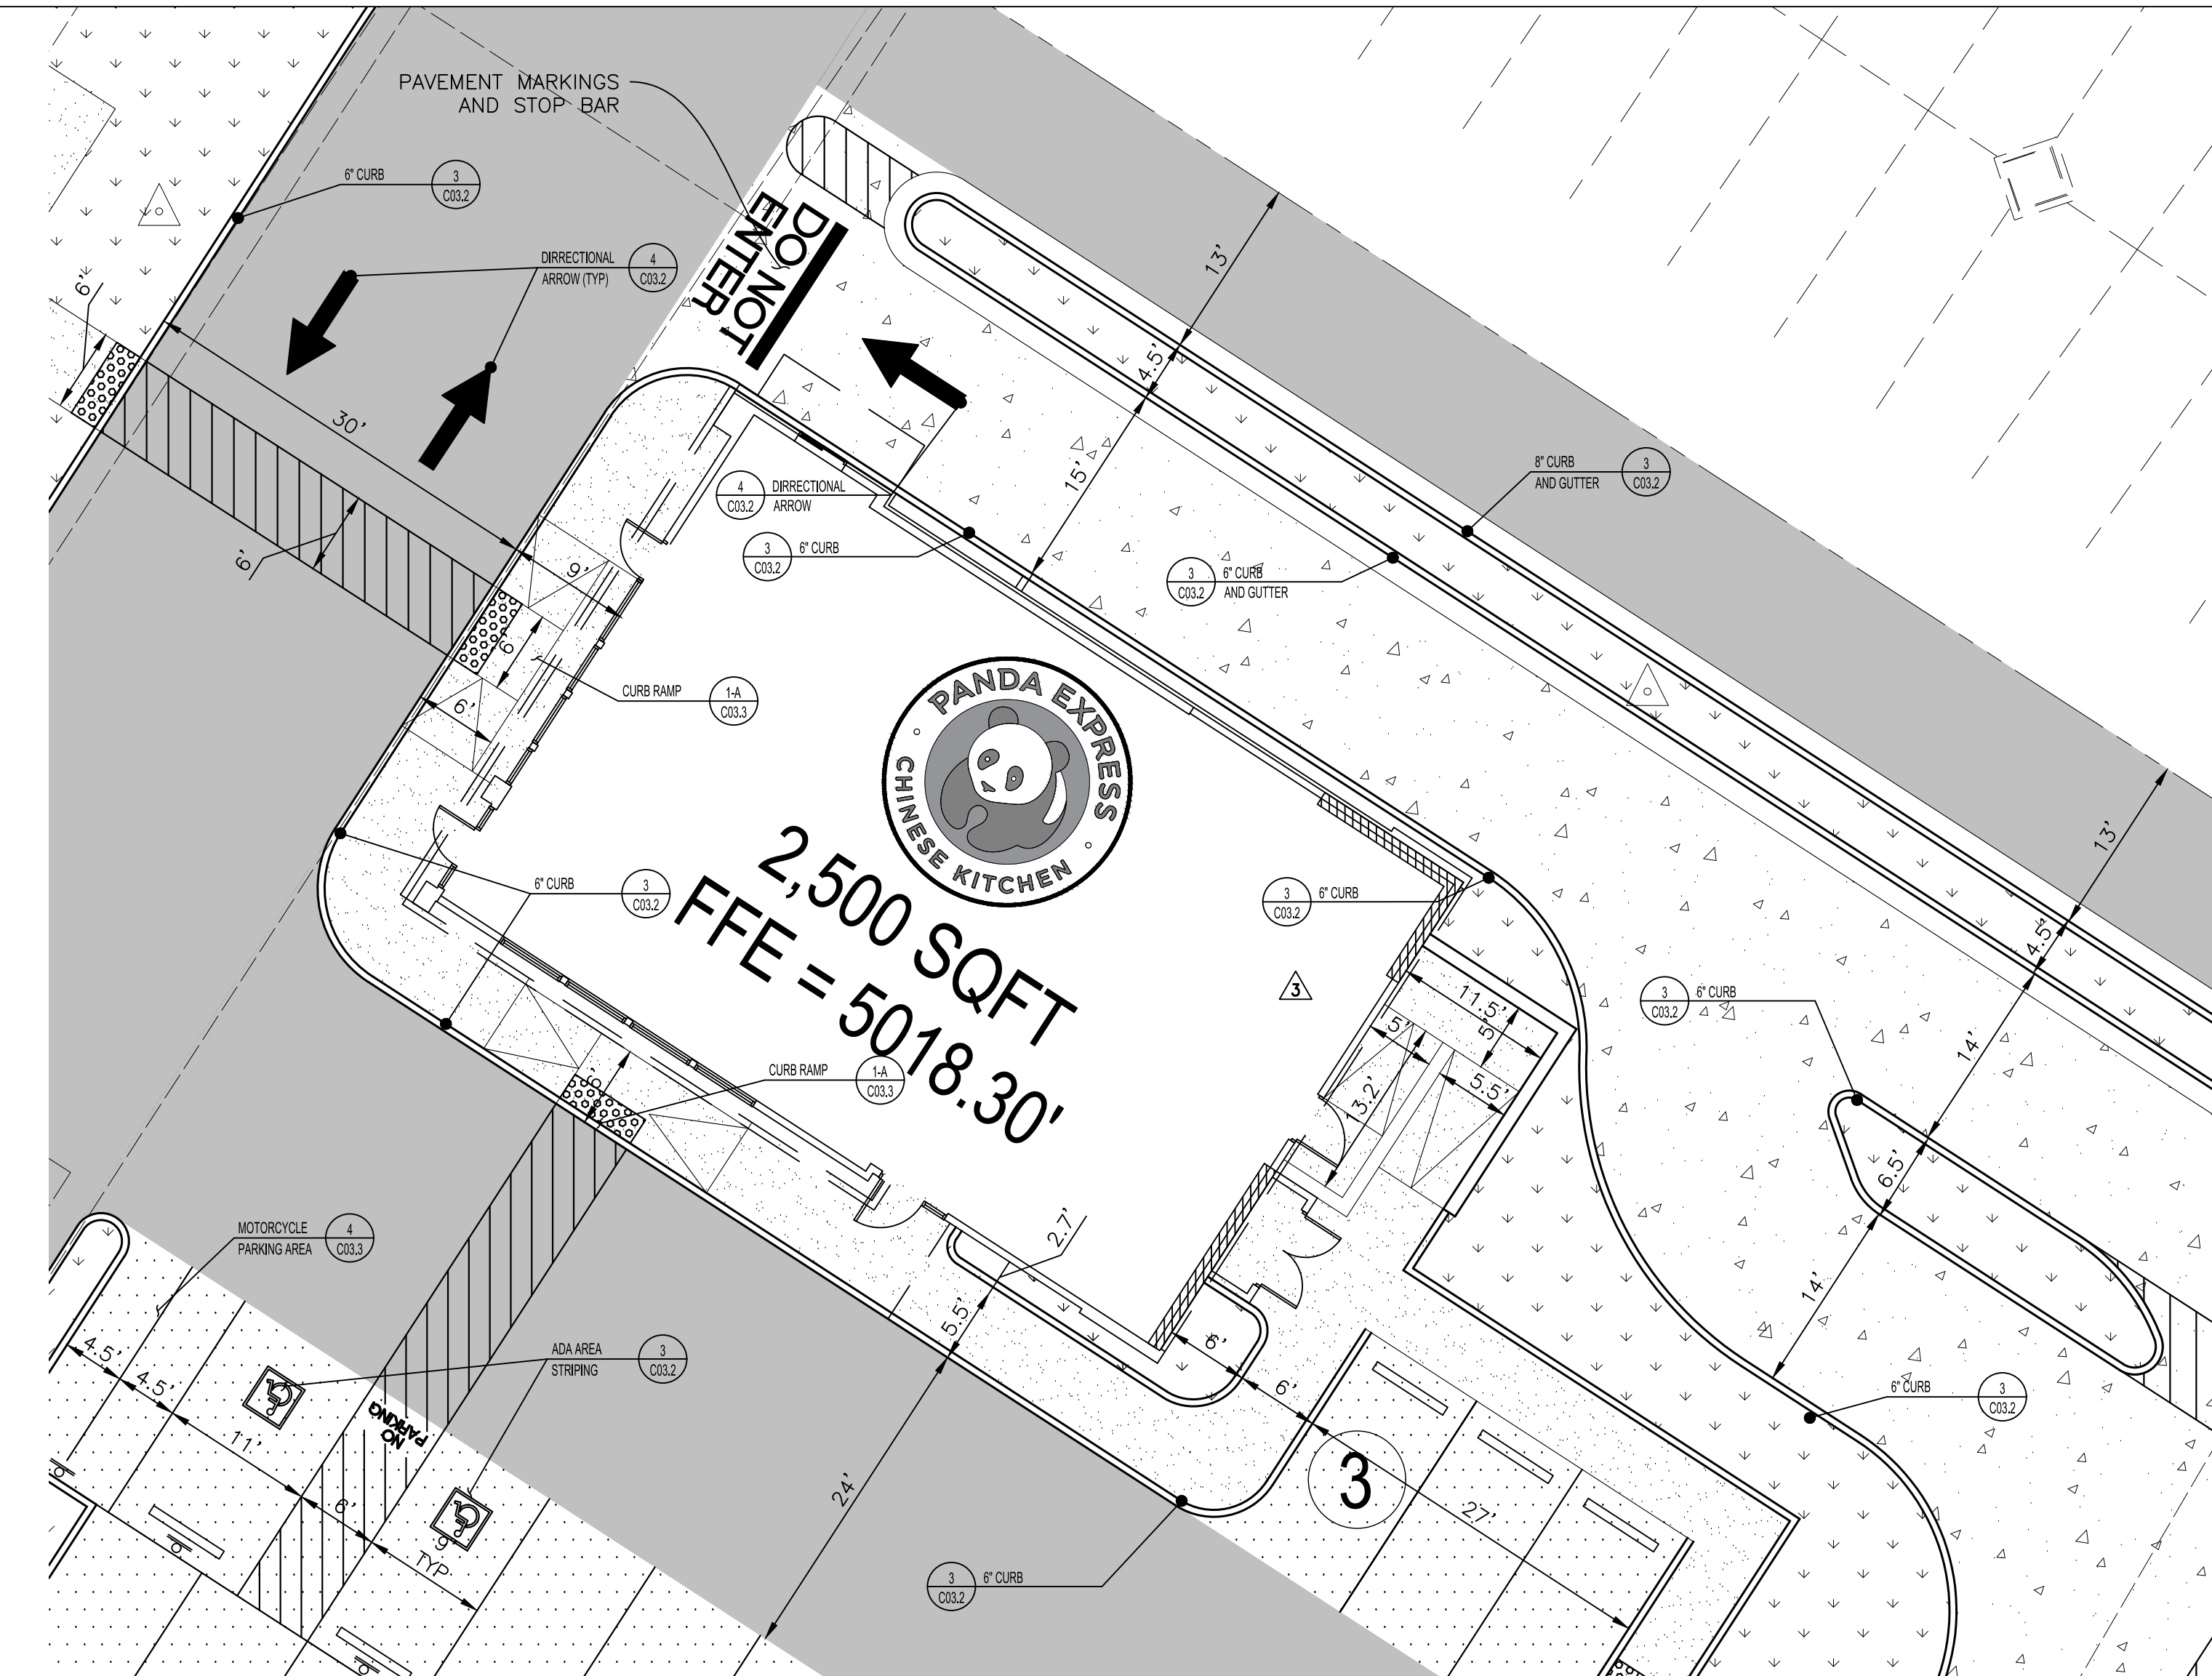 PAVEMENT MARKINGS
AND STOP BAR
6" CURB
3
C03.2
DIRRECTIONAL
ARROW (TYP)
4
C03.2
DO NOT
ENTER
13'
4.5'
15'
6'
30'
6'
9'
6'
6'
4
C03.2
DIRRECTIONAL
ARROW
3
C03.2
6" CURB
8" CURB
AND GUTTER
3
C03.2
3
C03.2
6" CURB
AND GUTTER
CURB RAMP
1-A
C03.3
PANDA EXPRESS
CHINESE KITCHEN
2,500 SQFT
FFE = 5018.30'
6" CURB
3
C03.2
3
C03.2
6" CURB
3
13'
4.5'
14'
6.5'
14'
3
C03.2
6" CURB
11.5'
5'
5'
5.5'
13.2'
CURB RAMP
1-A
C03.3
6'
2.7'
5.5'
6'
6'
24'
3
27'
MOTORCYCLE
PARKING AREA
4
C03.3
ADA AREA
STRIPING
3
C03.2
4.5'
4.5'
11'
NO
PARKING
6'
9'
TYP
3
C03.2
6" CURB
6" CURB
3
C03.2